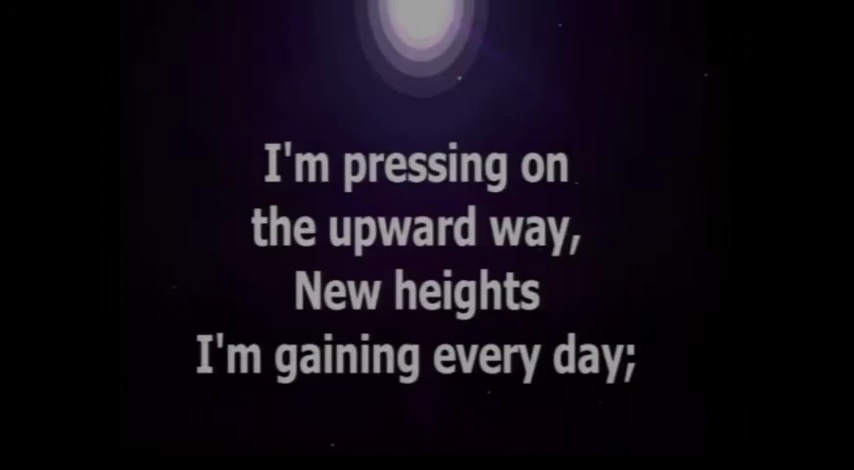 I'm pressing on
the upward way,
New heights
I'm gaining every day;